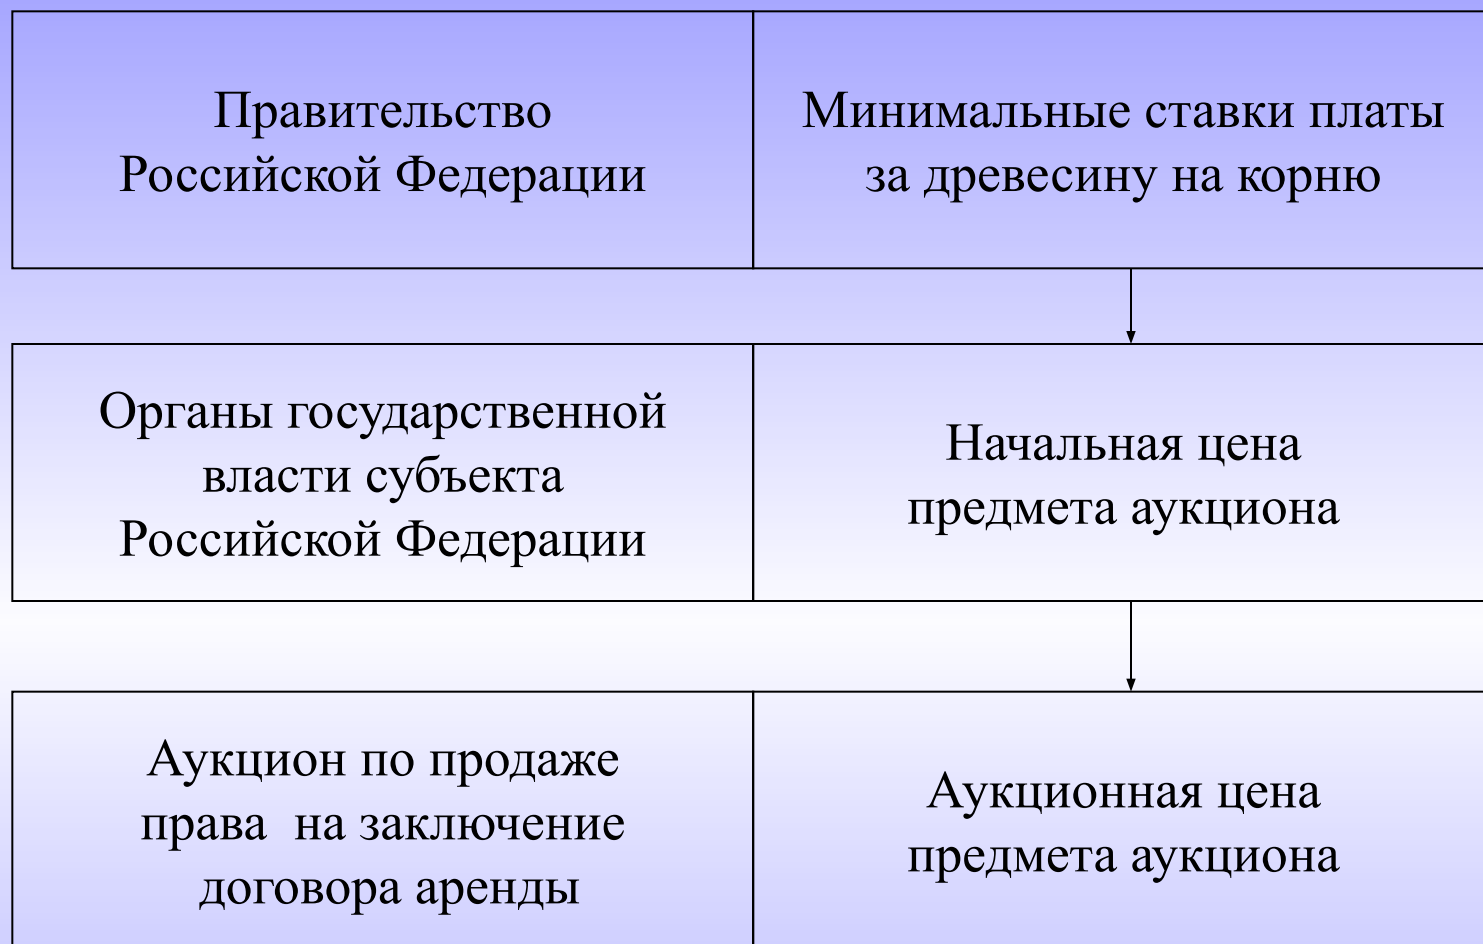 Правительство
Российской Федерации
Минимальные ставки платы
за древесину на корню
Органы государственной
власти субъекта
Российской Федерации
Начальная цена
предмета аукциона
Аукцион по продаже
права  на заключение
договора аренды
Аукционная цена
предмета аукциона